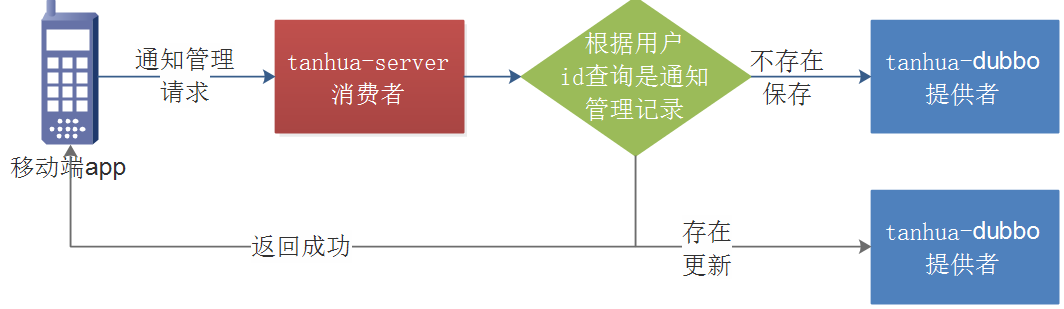 移动端app
通知管理
请求
tanhua-server
消费者
根据用户
id查询是通知
管理记录
不存在
保存
tanhua-dubbo
提供者
返回成功
存在
更新
tanhua-dubbo
提供者